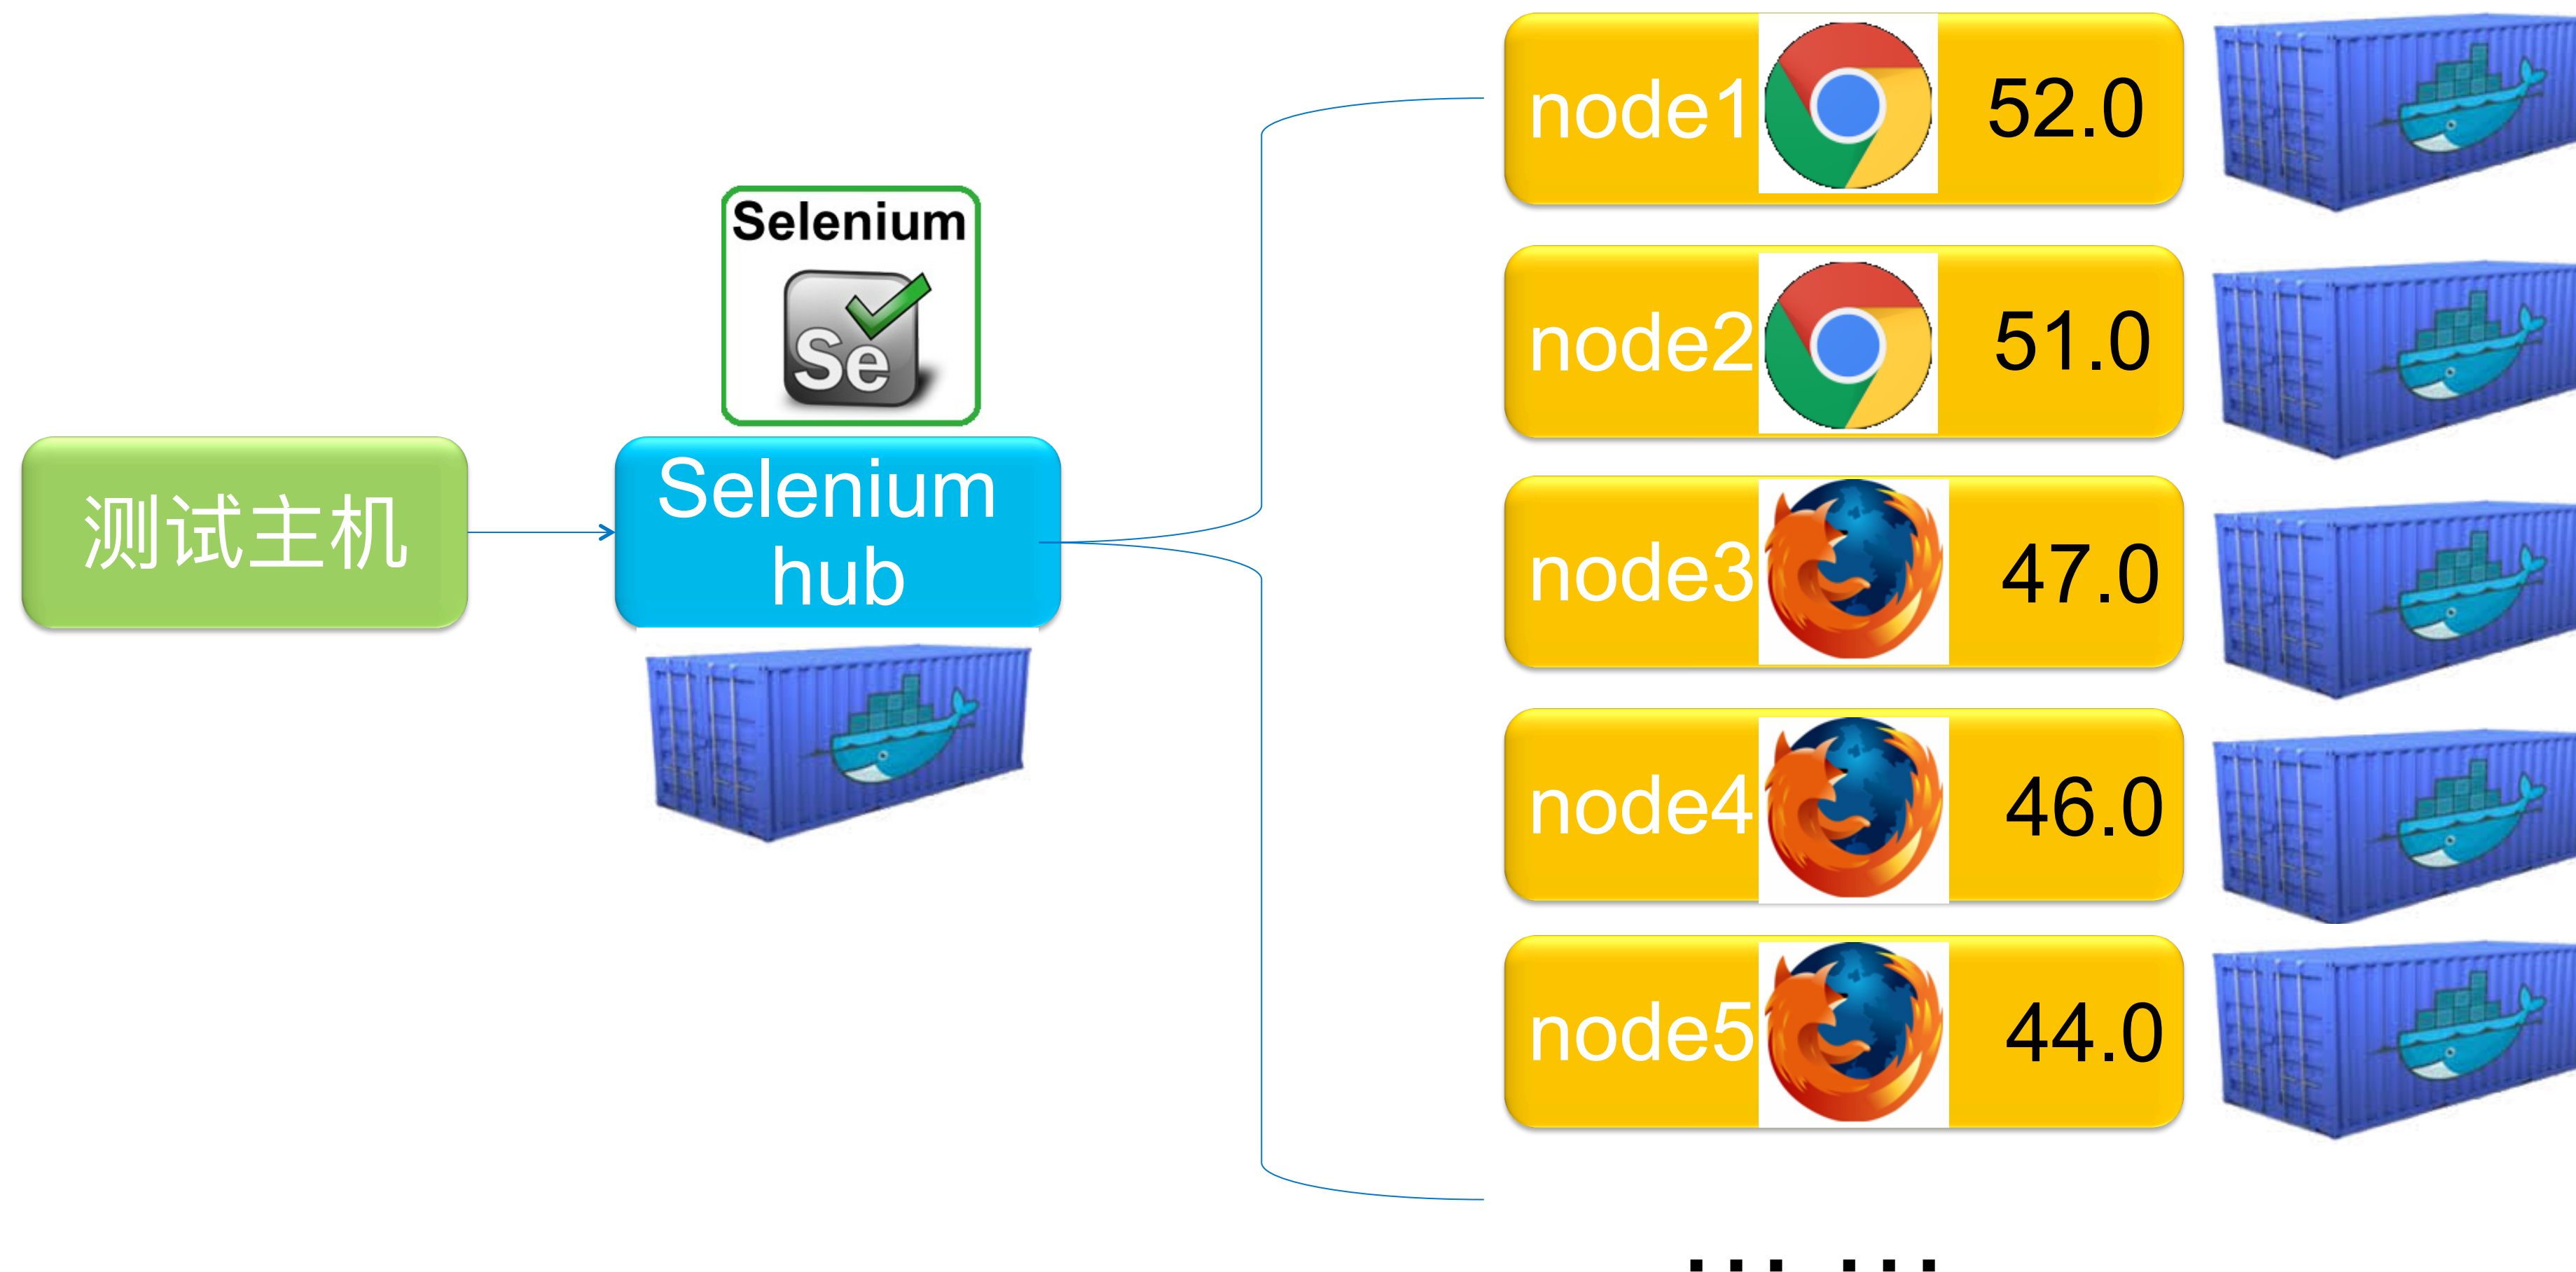 Selenium
Se
测试主机
Selenium
hub
node1 52.0
node2 51.0
node3 47.0
node4 46.0
node5 44.0
... ...